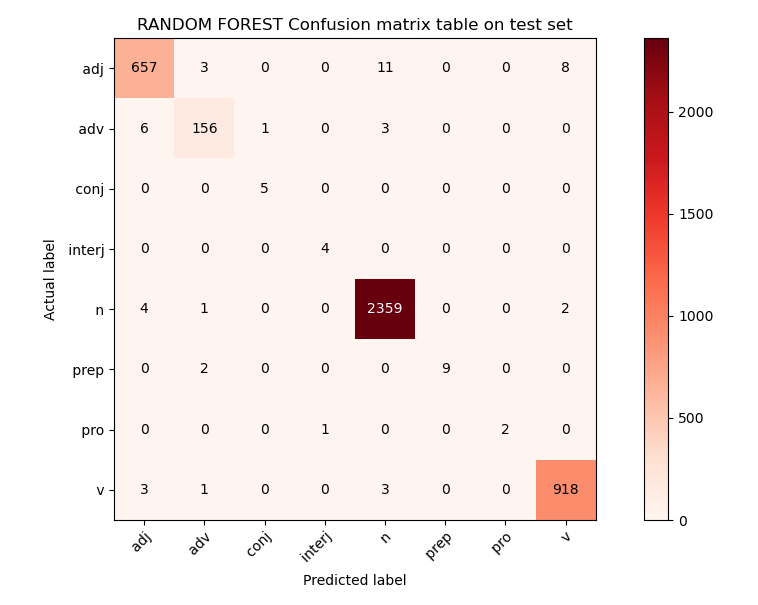 RANDOM FOREST Confusion matrix table on test set
adj 657 3 0 0 11 0 0 8
adv 6 156 1 0 3 0 0 0
conj 0 0 5 0 0 0 0 0
interj 0 0 0 4 0 0 0 0
n 4 1 0 0 2359 0 0 2
prep 0 2 0 0 0 9 0 0
pro 0 0 0 1 0 0 2 0
v 3 1 0 0 3 0 0 918
adj adv conj interj n prep pro v
Predicted label
Actual label
2000
1500
1000
500
0